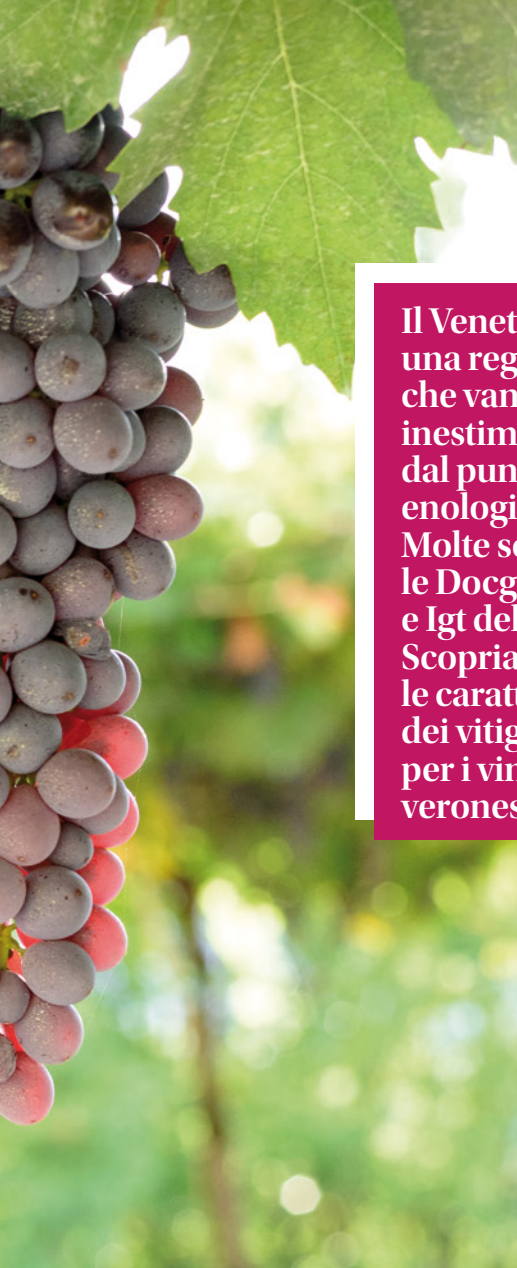 Il Venet
una reg
che van
inestim
dal pun
enologi
Molte so
le Docg
e Igt del
Scopria
le caratt
dei vitig
per i vin
verones